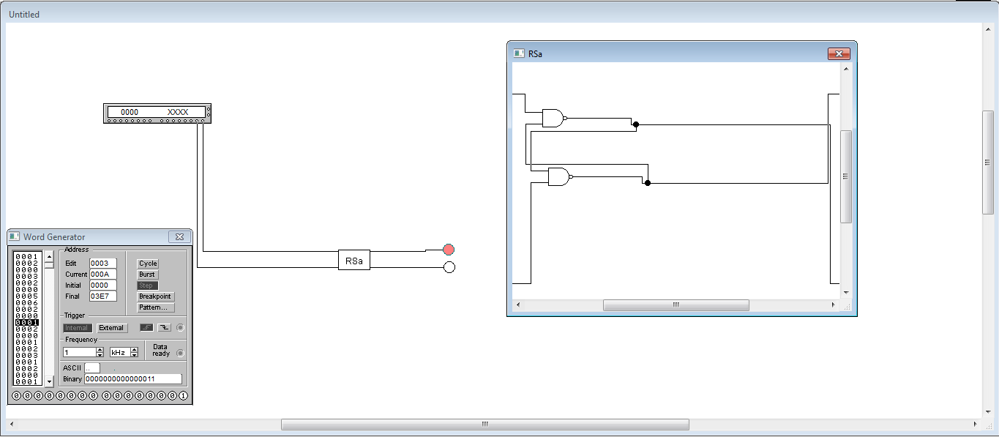 Untitled
RSa
0000 XXXX
RSa
Word Generator
0001
0002
0000
0003
0002
0000
0005
0006
0002
0000
0001
0002
0000
0001
0002
0003
0001
0002
0000
0001
Address
Edit 0003
Current 000A
Initial 0000
Final 03E7
Cycle
Burst
Step
Breakpoint
Pattern...
Trigger
Internal External
Frequency
1 kHz
Data
ready
ASCII ..
Binary 0000000000000011
0 0 0 0 0 0 0 0 0 0 0 0 0 0 0 1